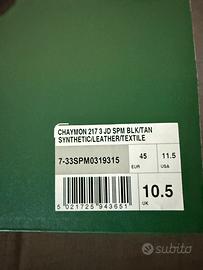 CHAYMON 217 3 JD SPM BLK/TAN
SYNTHETIC/LEATHER/TEXTILE
7-33SPM0319315
45
EUR
11.5
USA
10.5
UK
5 021725 943651
subito